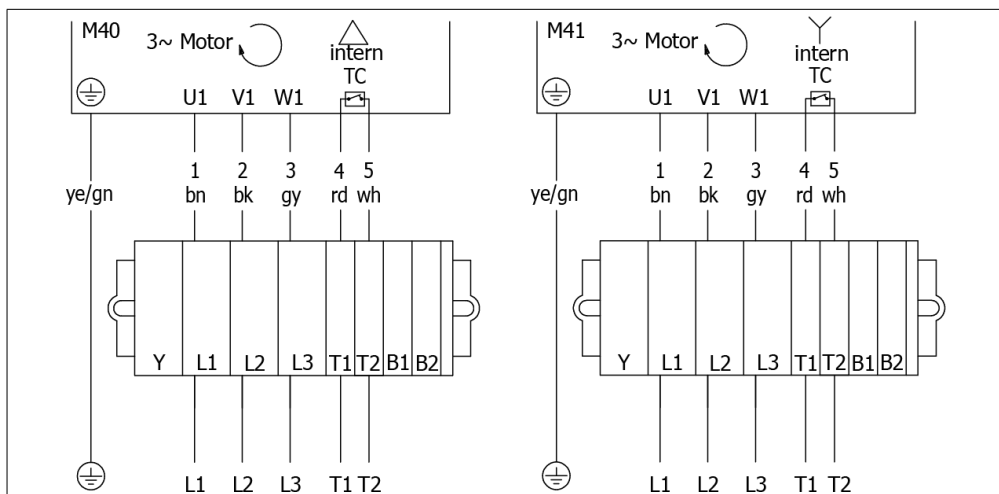 M40
3~ Motor
intern
TC
U1 V1 W1
1 2 3 4 5
ye/gn bn bk gy rd wh
Y L1 L2 L3 T1 T2 B1 B2
L1 L2 L3 T1 T2
M41
3~ Motor
intern
TC
U1 V1 W1
1 2 3 4 5
ye/gn bn bk gy rd wh
Y L1 L2 L3 T1 T2 B1 B2
L1 L2 L3 T1 T2